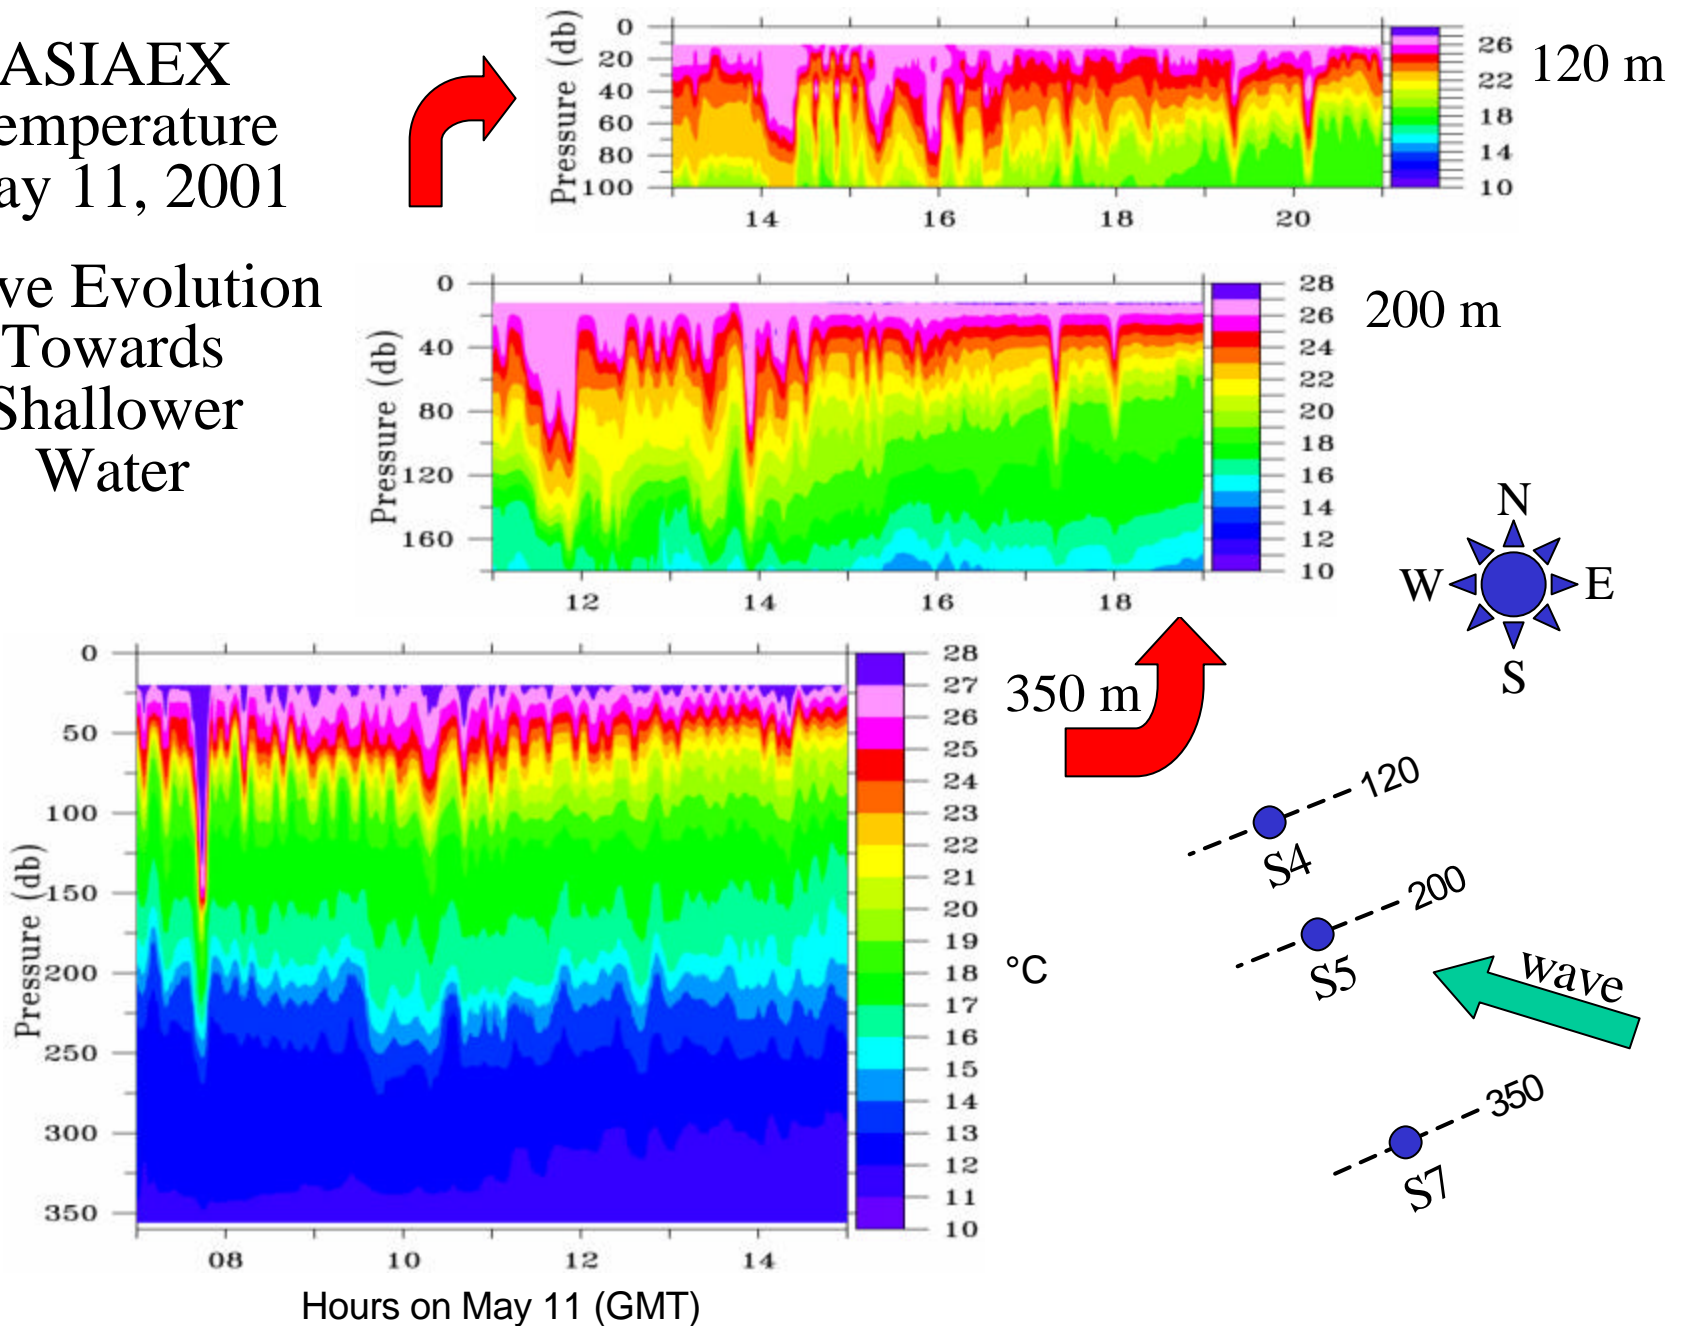 ASIAEX
emperature
ay 11, 2001
ve Evolution
Towards
Shallower
Water
Pressure (db)
0
20
40
60
80
100
14
16
18
20
26
22
18
14
10
120 m
Pressure (db)
0
40
80
120
160
12
14
16
18
28
26
24
22
20
18
16
14
12
10
200 m
N
W
E
S
Pressure (db)
0
50
100
150
200
250
300
350
08
10
12
14
Hours on May 11 (GMT)
28
27
26
25
24
23
22
21
20
19
18
17
16
15
14
13
12
11
10
°C
350 m
120
S4
200
S5
wave
350
S7